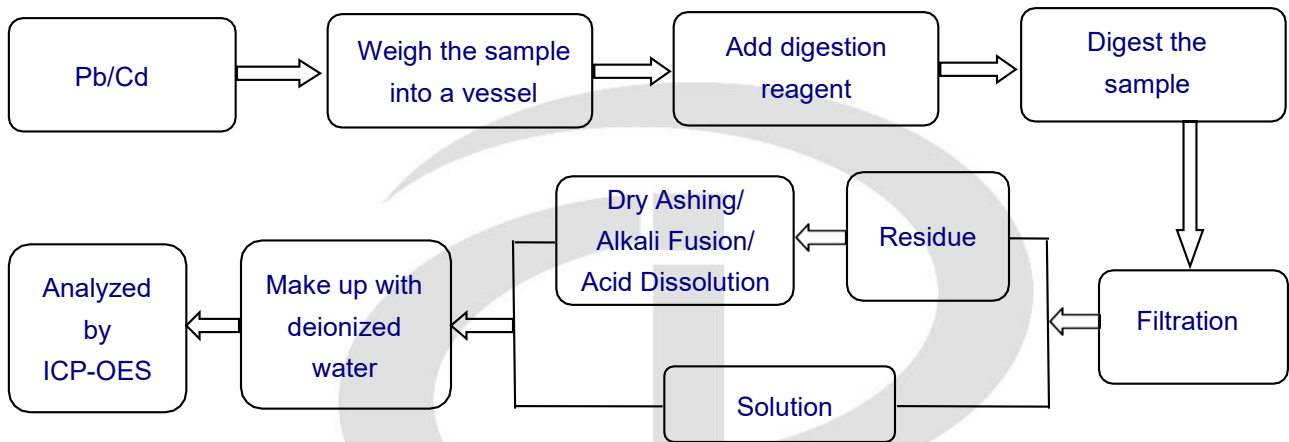 Pb/Cd
Weigh the sample
into a vessel
Add digestion
reagent
Digest the
sample
Filtration
Residue
Dry Ashing/
Alkali Fusion/
Acid Dissolution
Solution
Make up with
deionized
water
Analyzed
by
ICP-OES